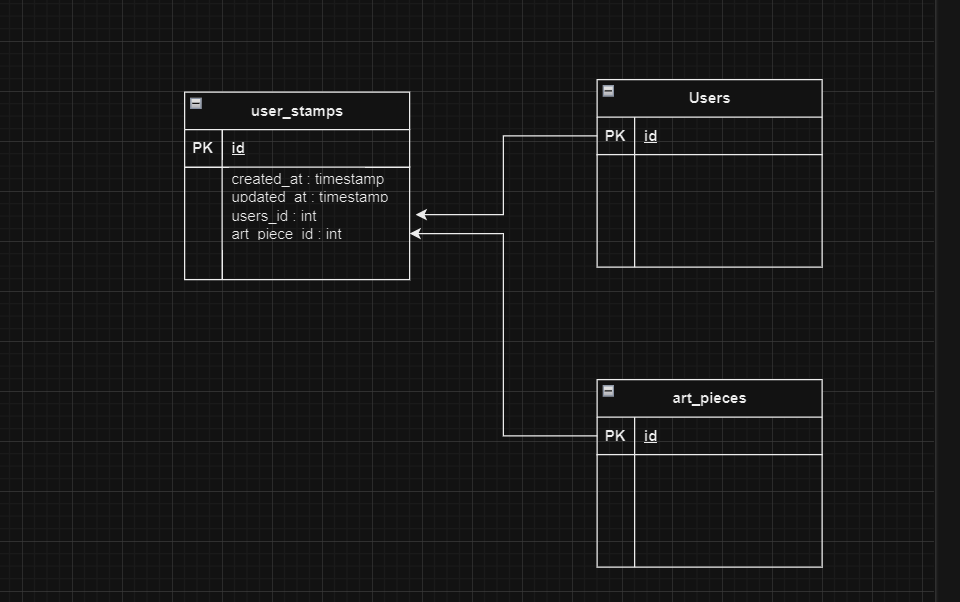 user_stamps
PK id
created_at : timestamp
updated_at : timestamp
users_id : int
art_piece_id : int
Users
PK id
art_pieces
PK id